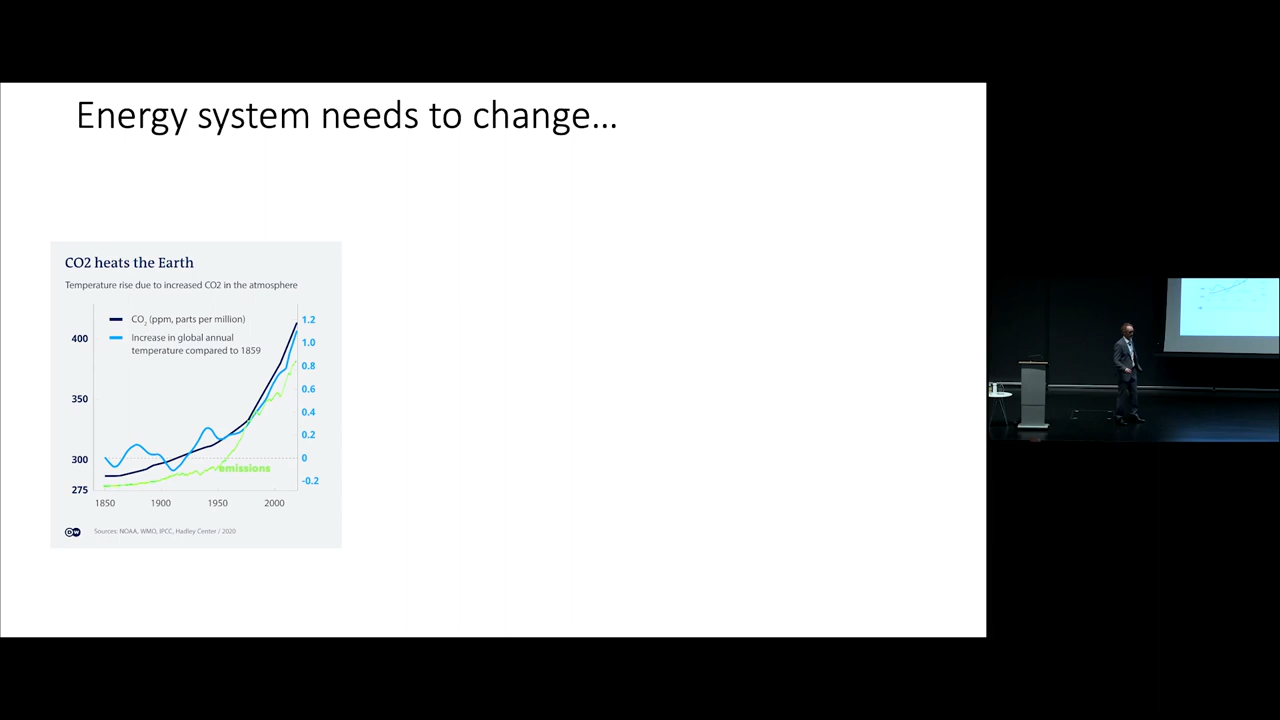 Energy system needs to change...
CO2 heats the Earth
Temperature rise due to increased CO2 in the atmosphere
CO2 (ppm, parts per million)
Increase in global annual
temperature compared to 1859
400
350
300
275
1.2
1.0
0.8
0.6
0.4
0.2
0
-0.2
emissions
1850 1900 1950 2000
DW Sources: NOAA, WMO, IPCC, Hadley Center / 2020